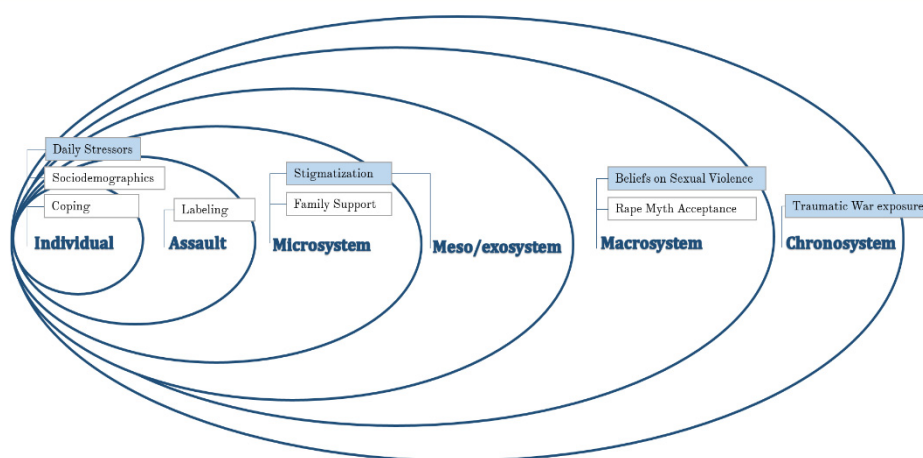 Daily Stressors
Sociodemographics
Coping
Individual
Labeling
Assault
Stigmatization
Family Support
Microsystem
Meso/exosystem
Beliefs on Sexual Violence
Rape Myth Acceptance
Macrosystem
Traumatic War exposure
Chronosystem